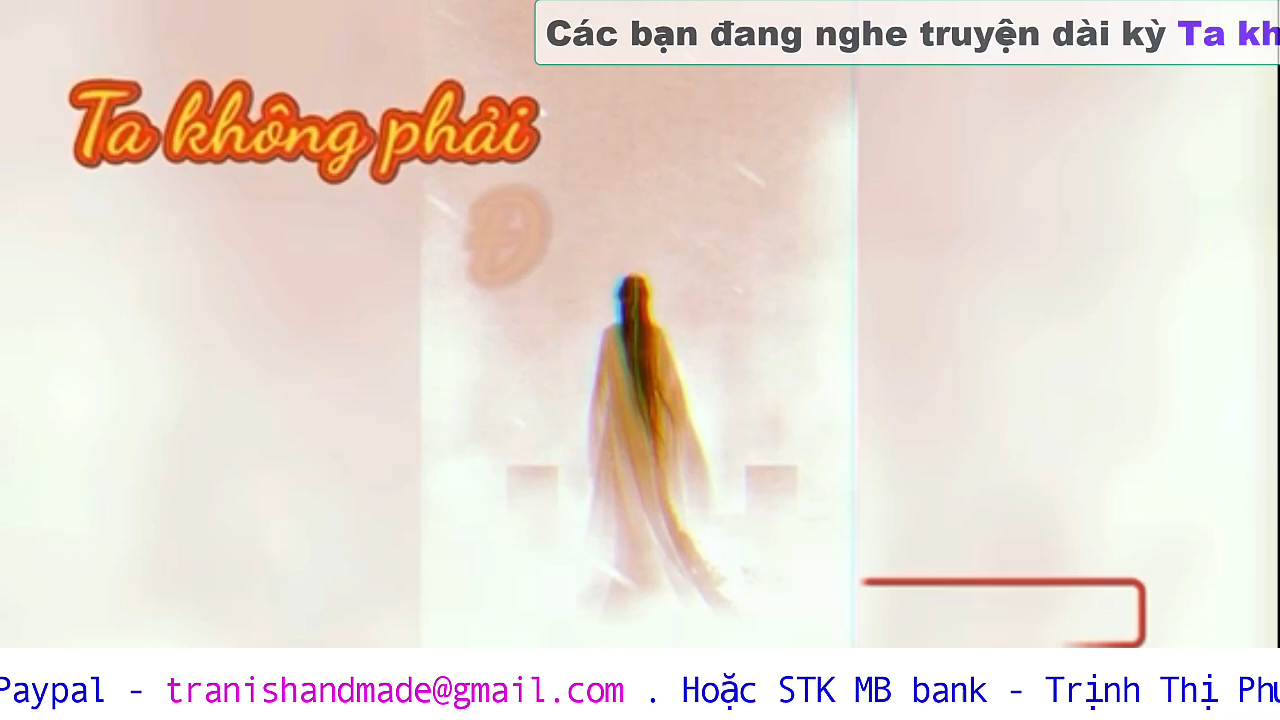 Các bạn đang nghe truyện dài kỳ Ta kh
Ta không phải
Đ
Paypal - tranishandmade@gmail.com . Hoặc STK MB bank - Trịnh Thị Phu